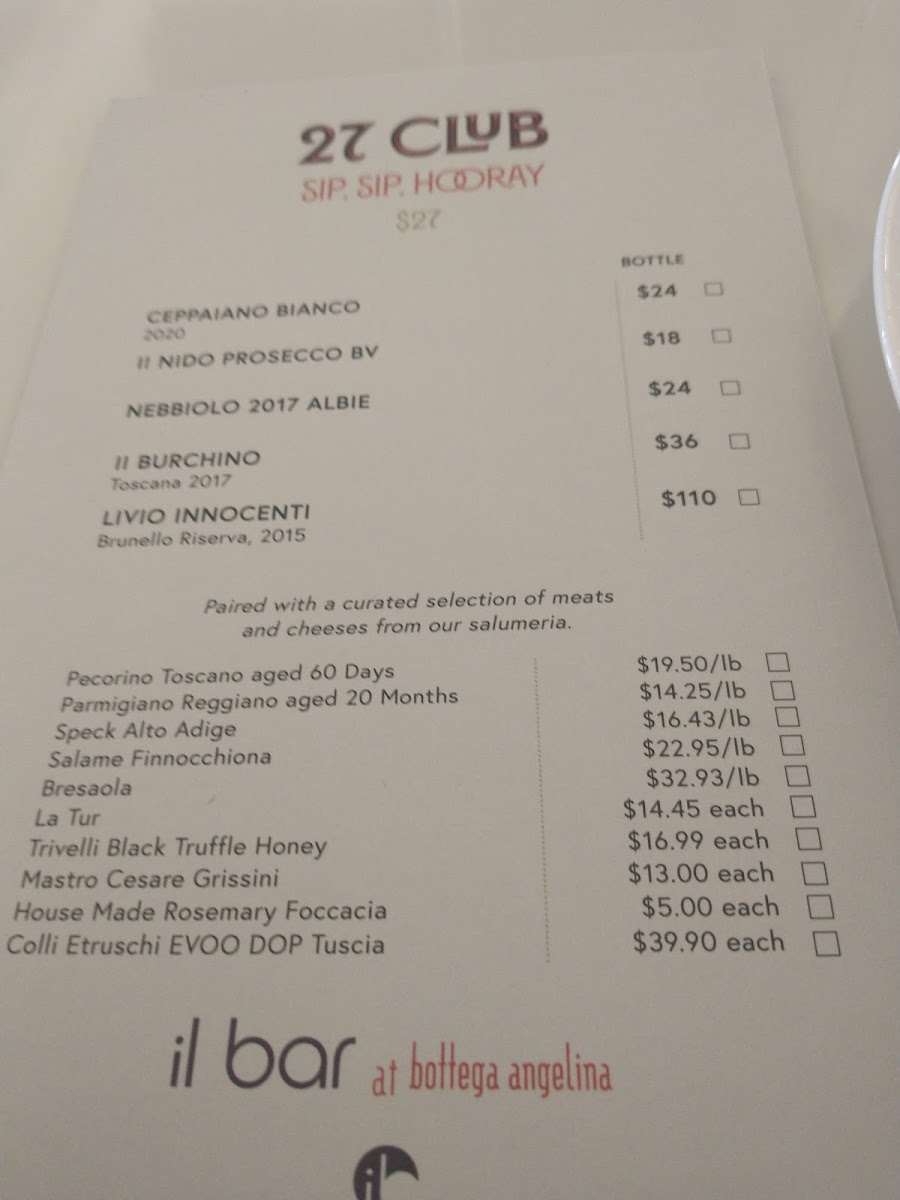 27 CLUB
SIP, SIP, HOORAY
$27
BOTTLE
CEPPAIANO BIANCO $24
2020
Il NIDO PROSECCO BV $18
NEBBIOLO 2017 ALBIE $24
Il BURCHINO $36
Toscana 2017
LIVIO INNOCENTI $110
Brunello Riserva, 2015
Paired with a curated selection of meats
and cheeses from our salumeria.
Pecorino Toscano aged 60 Days $19.50/lb
Parmigiano Reggiano aged 20 Months $14.25/lb
Speck Alto Adige $16.43/lb
Salame Finnocchiona $22.95/lb
Bresaola $32.93/lb
La Tur $14.45 each
Trivelli Black Truffle Honey $16.99 each
Mastro Cesare Grissini $13.00 each
House Made Rosemary Foccacia $5.00 each
Colli Etruschi EVOO DOP Tuscia $39.90 each
il bar at bottega angelina
il